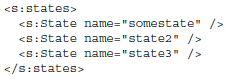 <s:states>
<s:State name="somestate" />
<s:State name="state2" />
<s:State name="state3" />
</s:states>